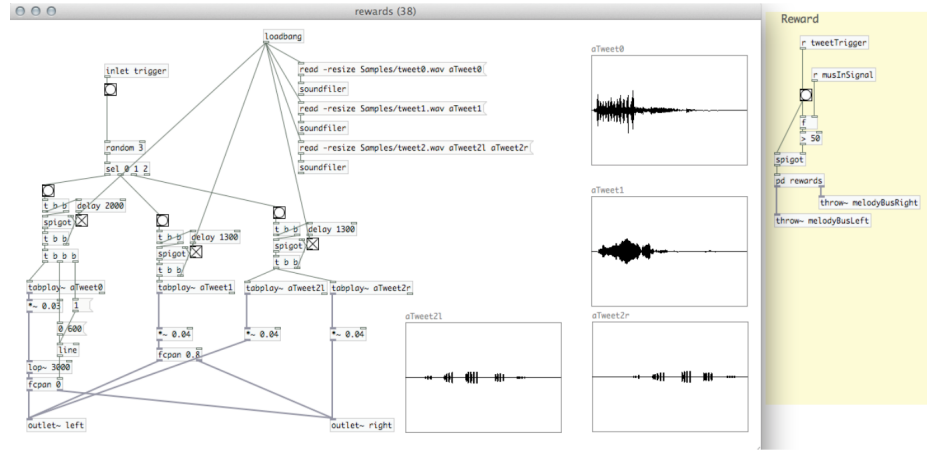 rewards (38)
Reward
loadbang
r tweetTrigger
aTweet0
inlet trigger
read -resize Samples/tweet0.wav aTweet0
r musInSignal
soundfiler
read -resize Samples/tweet1.wav aTweet1
f
soundfiler
> 50
random 3
read -resize Samples/tweet2.wav aTweet2l aTweet2r
spigot
sel 0 1 2
soundfiler
pd rewards
aTweet1
t b b
delay 2000
throw~ melodyBusRight
spigot
throw~ melodyBusLeft
t b b
delay 1300
t b b
delay 1300
t b b
spigot
spigot
t b b b
t b b
t b b
tabplay~ aTweet0
tabplay~ aTweet1
tabplay~ aTweet2l
tabplay~ aTweet2r
*~ 0.03
1
aTweet2l
aTweet2r
0 600
*~ 0.04
*~ 0.04
*~ 0.04
line
fcpan 0.8
lop~ 3000
fcpan 0
outlet~ left
outlet~ right